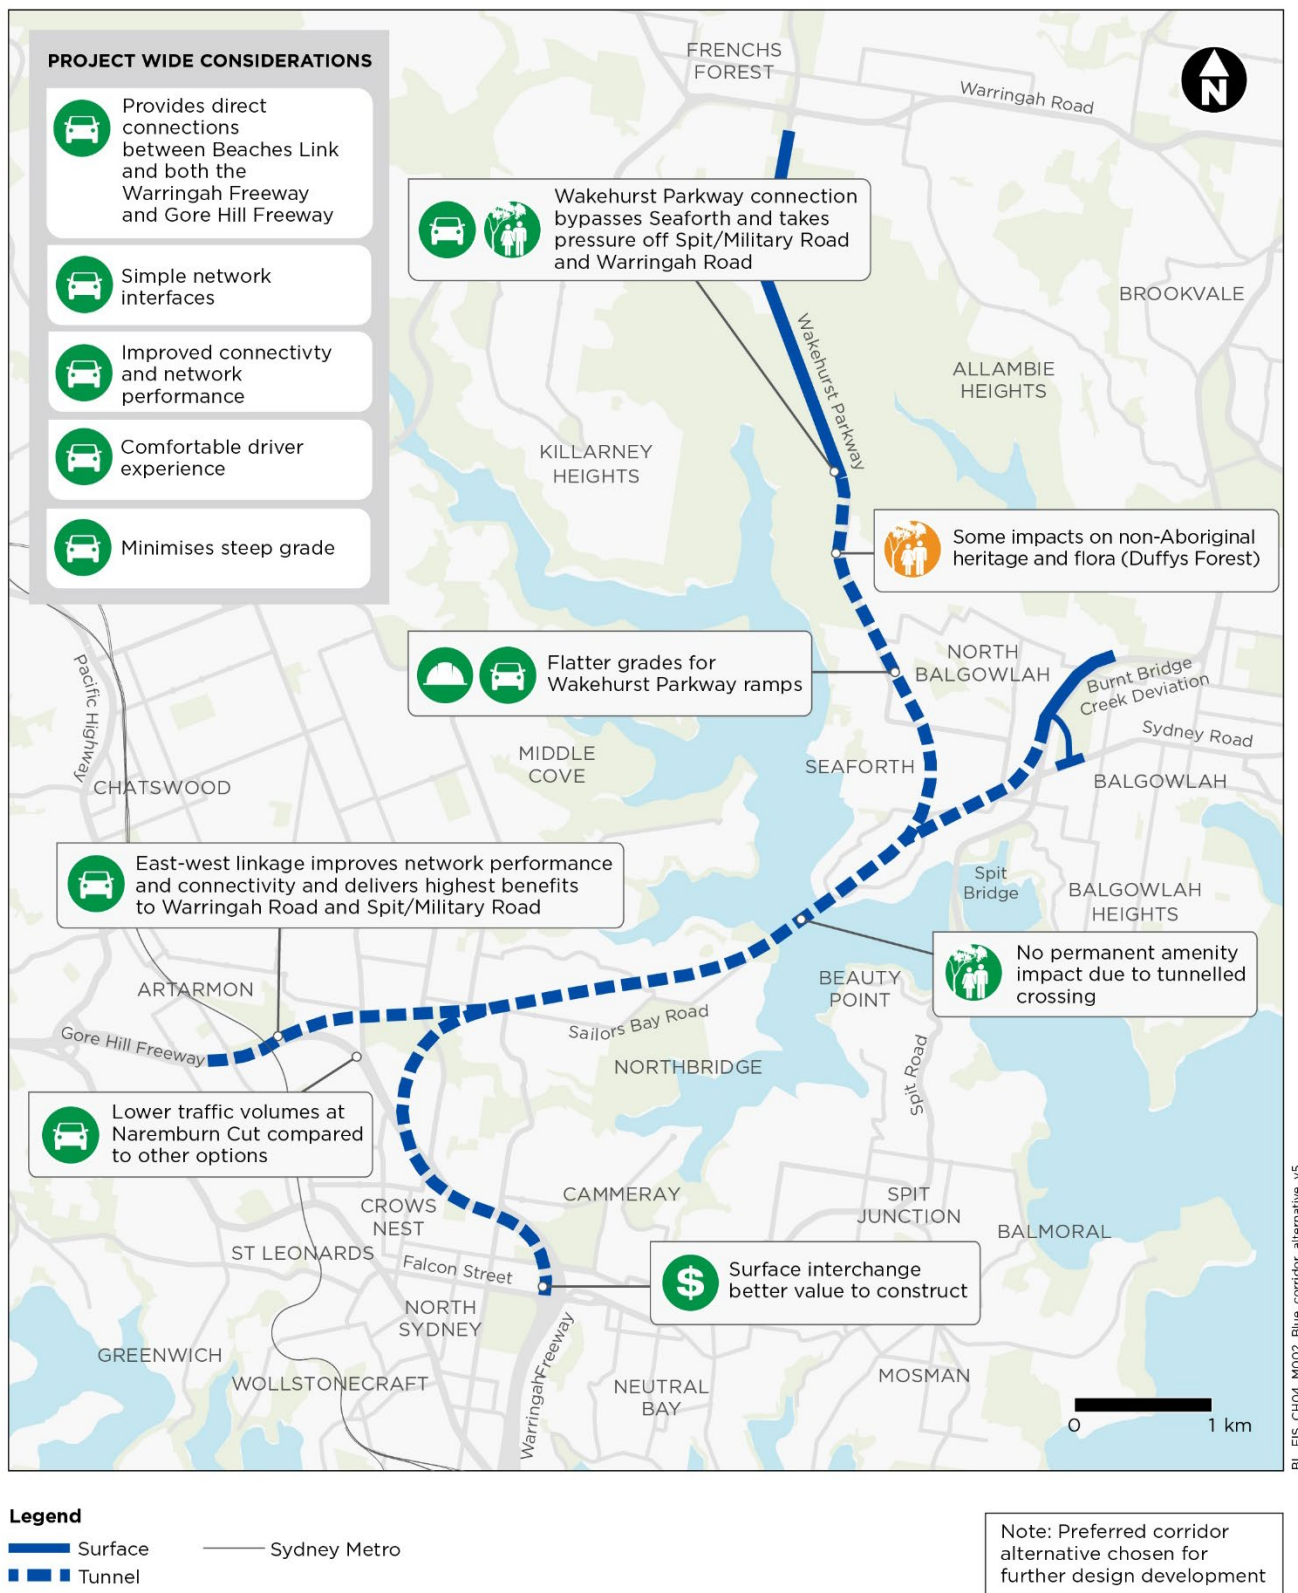 PROJECT WIDE CONSIDERATIONS
Provides direct
connections
between Beaches Link
and both the
Warringah Freeway
and Gore Hill Freeway
Simple network
interfaces
Improved connectivty
and network
performance
Comfortable driver
experience
Minimises steep grade
FRENCHS
FOREST
Warringah Road
N
Wakehurst Parkway connection
bypasses Seaforth and takes
pressure off Spit/Military Road
and Warringah Road
BROOKVALE
Wakehurst Parkway
ALLAMBIE
HEIGHTS
KILLARNEY
HEIGHTS
Some impacts on non-Aboriginal
heritage and flora (Duffys Forest)
Flatter grades for
Wakehurst Parkway ramps
NORTH
BALGOWLAH
Burnt Bridge
Creek Deviation
Sydney Road
Pacific Highway
MIDDLE
COVE
SEAFORTH
BALGOWLAH
CHATSWOOD
East-west linkage improves network performance
and connectivity and delivers highest benefits
to Warringah Road and Spit/Military Road
Spit
Bridge
BALGOWLAH
HEIGHTS
No permanent amenity
impact due to tunnelled
crossing
BEAUTY
POINT
ARTARMON
Gore Hill Freeway
Sailors Bay Road
NORTHBRIDGE
Spit Road
Lower traffic volumes at
Naremburn Cut compared
to other options
CROWS
NEST
CAMMERAY
SPIT
JUNCTION
BALMORAL
ST LEONARDS
Falcon Street
$
Surface interchange
better value to construct
NORTH
SYDNEY
GREENWICH
WOLLSTONECRAFT
Warringah Freeway
NEUTRAL
BAY
MOSMAN
0 1 km
BL_EIS_CH04_M002_Blue_corridor_alternative_v5
Legend
Surface
Sydney Metro
Tunnel
Note: Preferred corridor
alternative chosen for
further design development